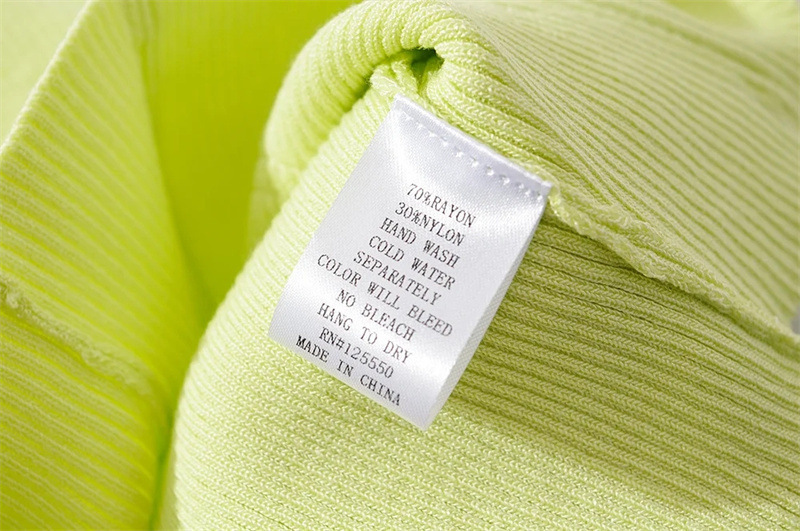 70%RAYON
30%NYLON
HAND WASH
COLD WATER
SEPARATELY
COLOR WILL BLEED
NO BLEACH
HANG TO DRY
RN#125550
MADE IN CHINA